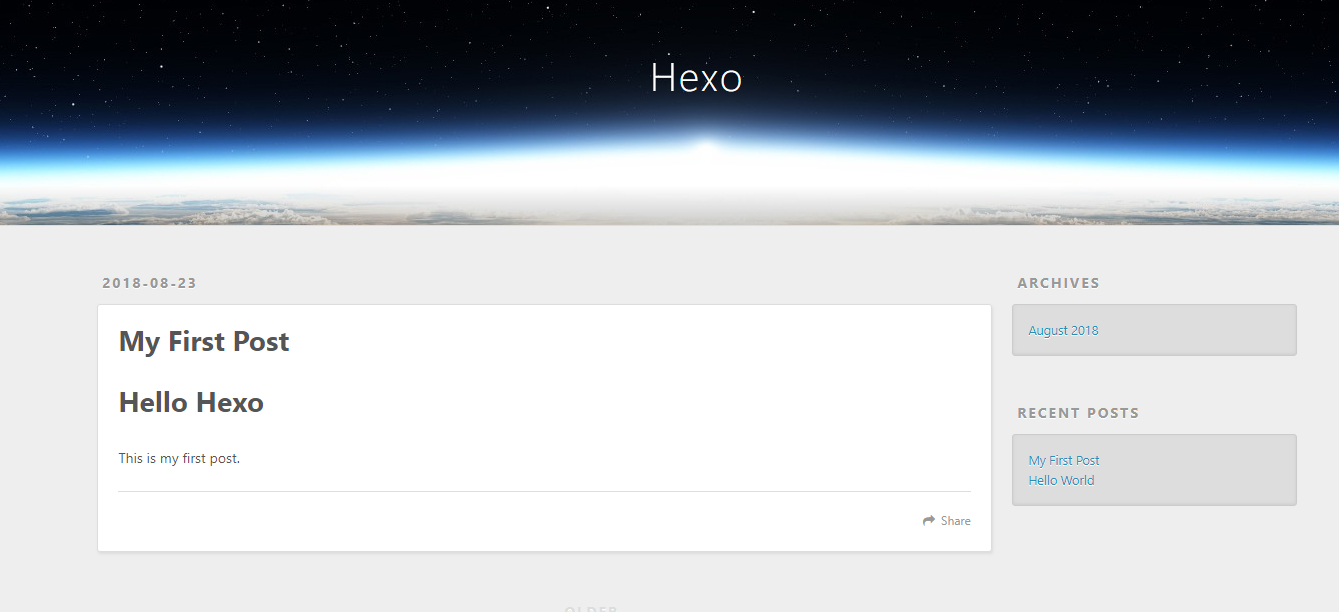 Hexo
2018-08-23
My First Post
Hello Hexo
This is my first post.
Share
ARCHIVES
August 2018
RECENT POSTS
My First Post
Hello World
OLDER